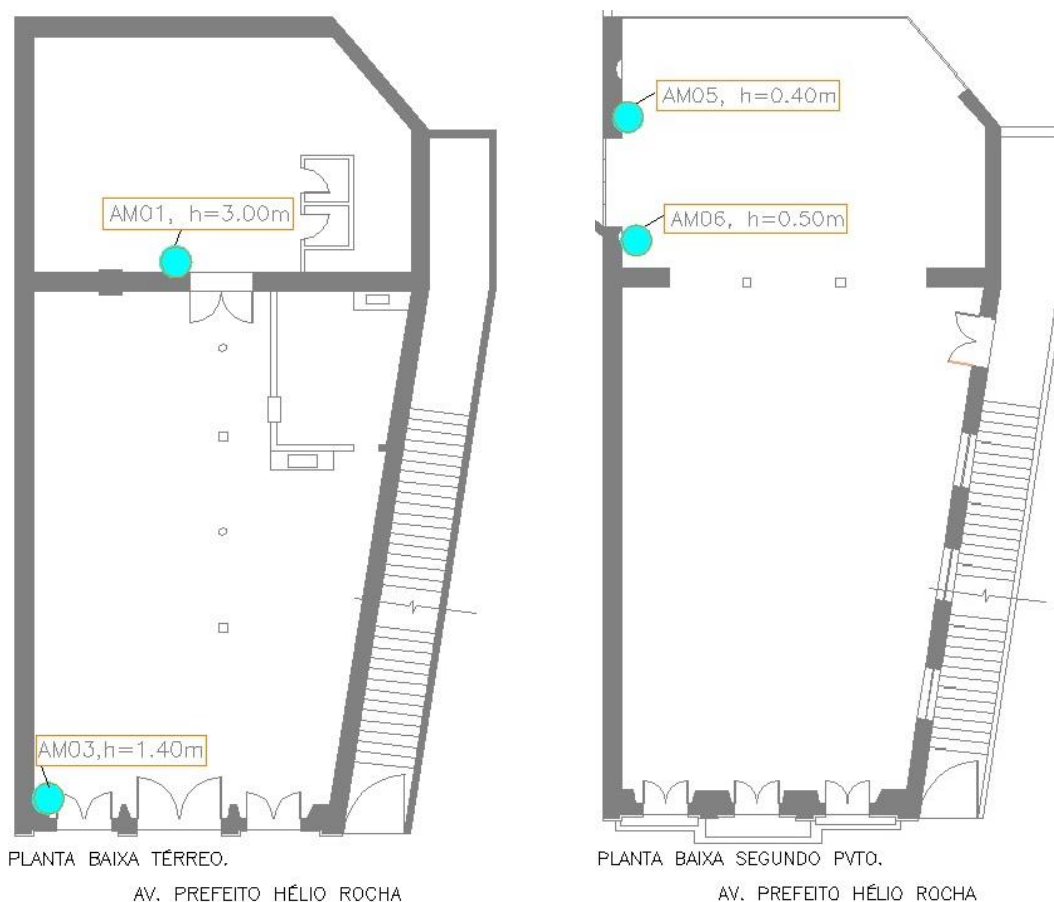 AM01, h=3.00m
AM03,h=1.40m
PLANTA BAIXA TÉRREO.
AV. PREFEITO HÉLIO ROCHA
AM05, h=0.40m
AM06, h=0.50m
PLANTA BAIXA SEGUNDO PVTO.
AV. PREFEITO HÉLIO ROCHA